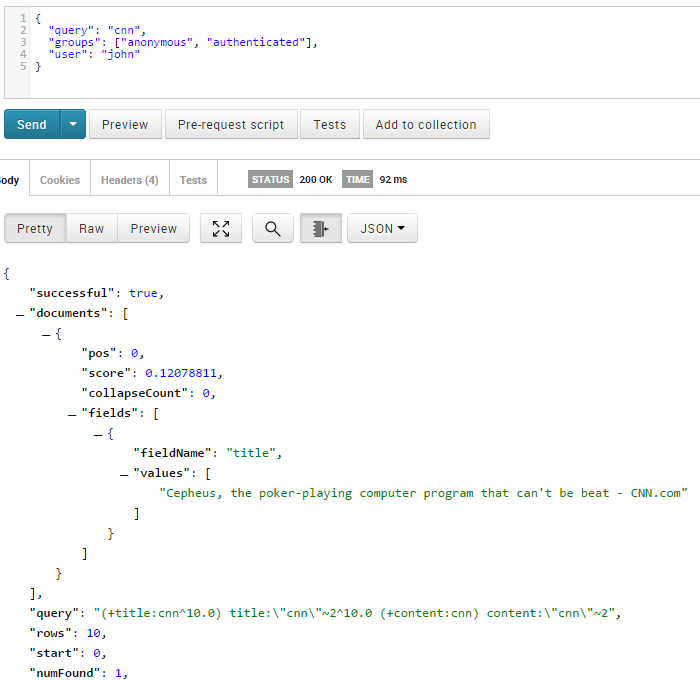 1 {
2 "query": "cnn",
3 "groups": ["anonymous", "authenticated"],
4 "user": "john"
5 }
Send Preview Pre-request script Tests Add to collection
ody Cookies Headers (4) Tests STATUS 200 OK TIME 92 ms
Pretty Raw Preview JSON
{
"successful": true,
"documents": [
{
"pos": 0,
"score": 0.12078811,
"collapseCount": 0,
"fields": [
{
"fieldName": "title",
"values": [
"Cepheus, the poker-playing computer program that can't be beat - CNN.com"
]
}
]
}
],
"query": "(+title:cnn^10.0) title:\"cnn\"~2^10.0 (+content:cnn) content:\"cnn\"~2",
"rows": 10,
"start": 0,
"numFound": 1,